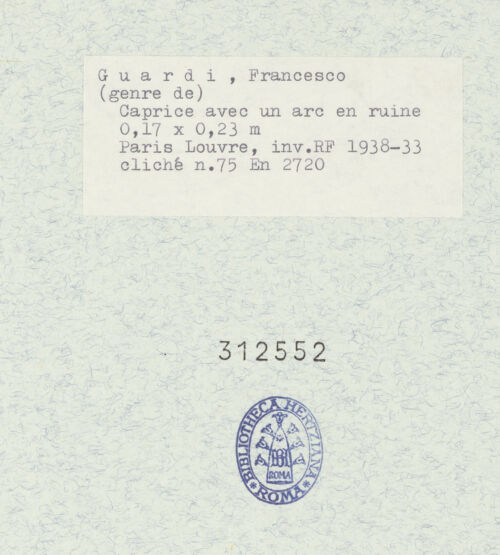 G u a r d i , Francesco
(genre de)
Caprice avec un arc en ruine
0,17 x 0,23 m
Paris Louvre, inv.RF 1938-33
cliché n.75 En 2720
312552
BIBLIOTHECA HERTZIANA
ROMA
* ROMA *